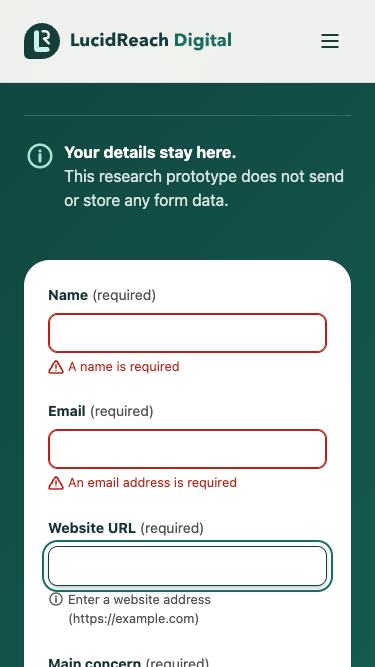 LucidReach Digital
Your details stay here.
This research prototype does not send
or store any form data.
Name (required)
A name is required
Email (required)
An email address is required
Website URL (required)
Enter a website address
(https://example.com)
Main concern (required)